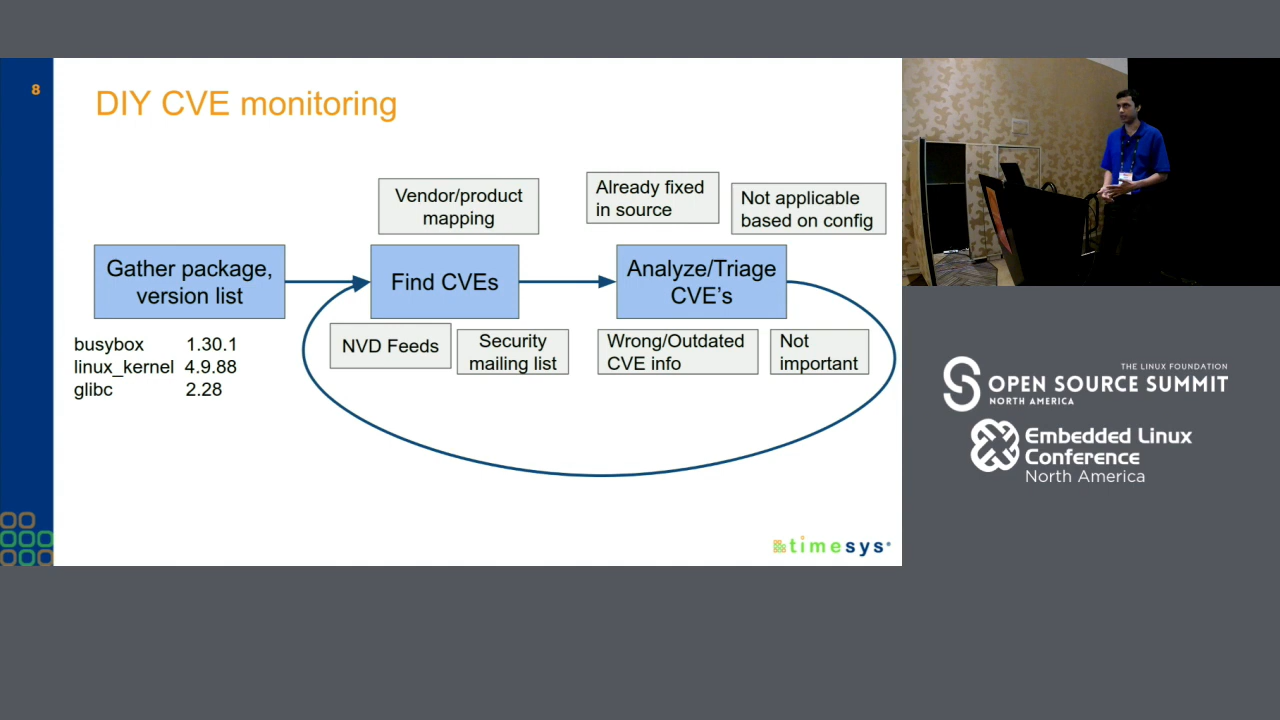 8
DIY CVE monitoring
Vendor/product
mapping
Already fixed
in source
Not applicable
based on config
Gather package,
version list
Find CVEs
Analyze/Triage
CVE's
NVD Feeds
Security
mailing list
Wrong/Outdated
CVE info
Not
important
busybox 1.30.1
linux_kernel 4.9.88
glibc 2.28
timesys®
THE LINUX FOUNDATION
OPEN SOURCE SUMMIT
NORTH AMERICA
Embedded Linux
Conference
North America